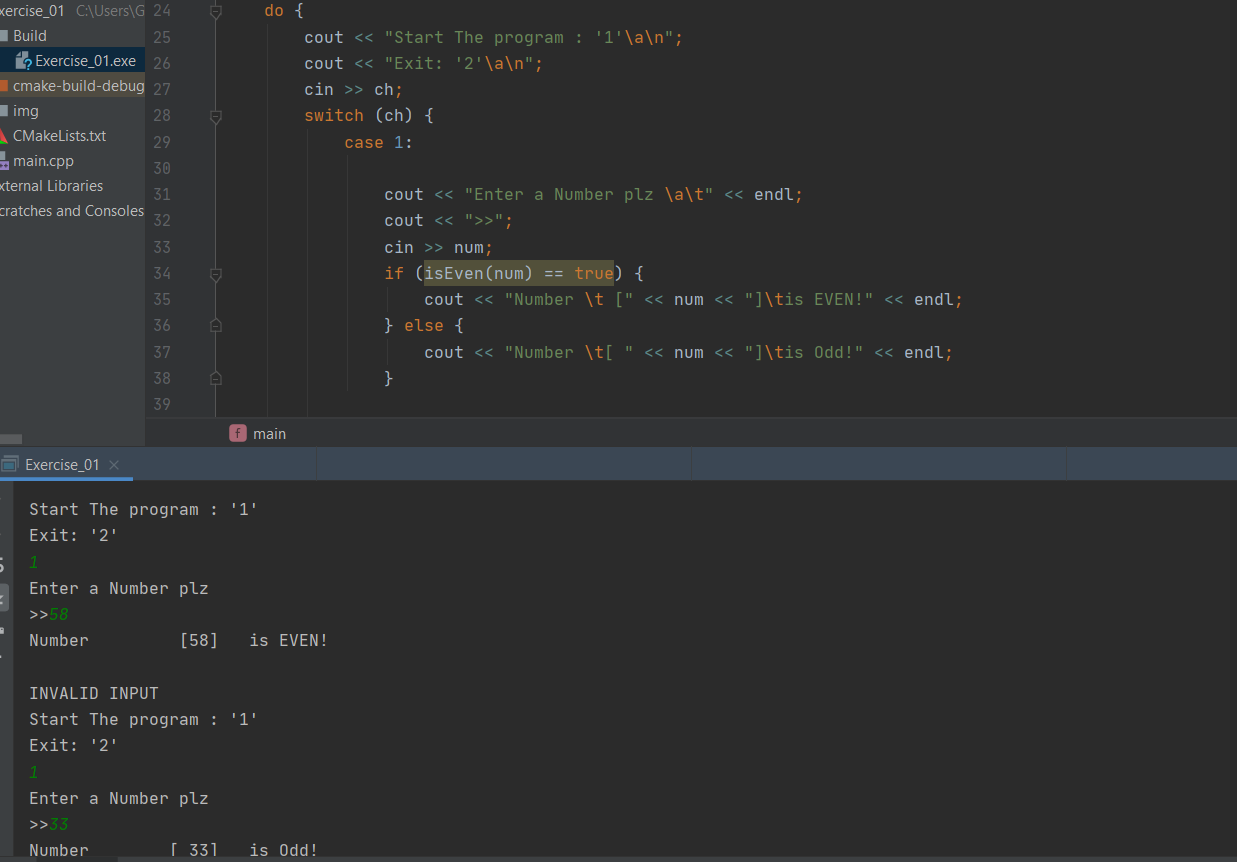 xercise_01 C:\Users\G
Build
Exercise_01.exe
cmake-build-debug
img
CMakeLists.txt
main.cpp
xternal Libraries
cratches and Consoles
24 do {
25 cout << "Start The program : '1'\a\n";
26 cout << "Exit: '2'\a\n";
27 cin >> ch;
28 switch (ch) {
29 case 1:
30
31 cout << "Enter a Number plz \a\t" << endl;
32 cout << ">>";
33 cin >> num;
34 if (isEven(num) == true) {
35 cout << "Number \t [" << num << "]\tis EVEN!" << endl;
36 } else {
37 cout << "Number \t[ " << num << "]\tis Odd!" << endl;
38 }
39
f main
Exercise_01
Start The program : '1'
Exit: '2'
1
Enter a Number plz
>>58
Number [58] is EVEN!
INVALID INPUT
Start The program : '1'
Exit: '2'
1
Enter a Number plz
>>33
Number [ 33] is Odd!